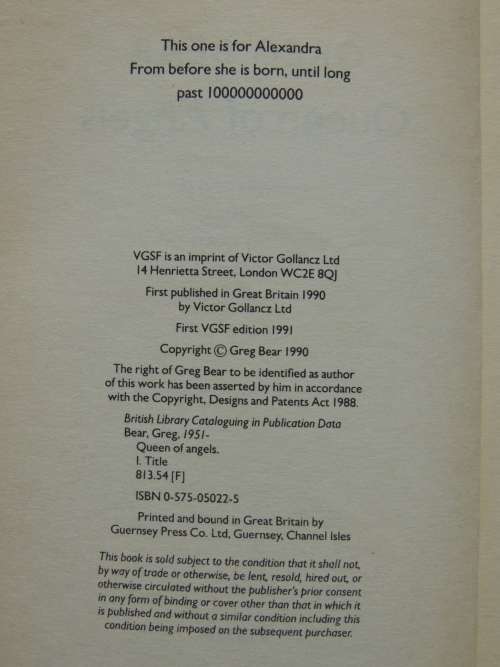 This one is for Alexandra
From before she is born, until long
past 100000000000
VGSF is an imprint of Victor Gollancz Ltd
14 Henrietta Street, London WC2E 8QJ
First published in Great Britain 1990
by Victor Gollancz Ltd
First VGSF edition 1991
Copyright © Greg Bear 1990
The right of Greg Bear to be identified as author
of this work has been asserted by him in accordance
with the Copyright, Designs and Patents Act 1988.
British Library Cataloguing in Publication Data
Bear, Greg, 1951-
Queen of angels.
I. Title
813.54 [F]
ISBN 0-575-05022-5
Printed and bound in Great Britain by
Guernsey Press Co. Ltd, Guernsey, Channel Isles
This book is sold subject to the condition that it shall not,
by way of trade or otherwise, be lent, resold, hired out, or
otherwise circulated without the publisher's prior consent
in any form of binding or cover other than that in which it
is published and without a similar condition including this
condition being imposed on the subsequent purchaser.